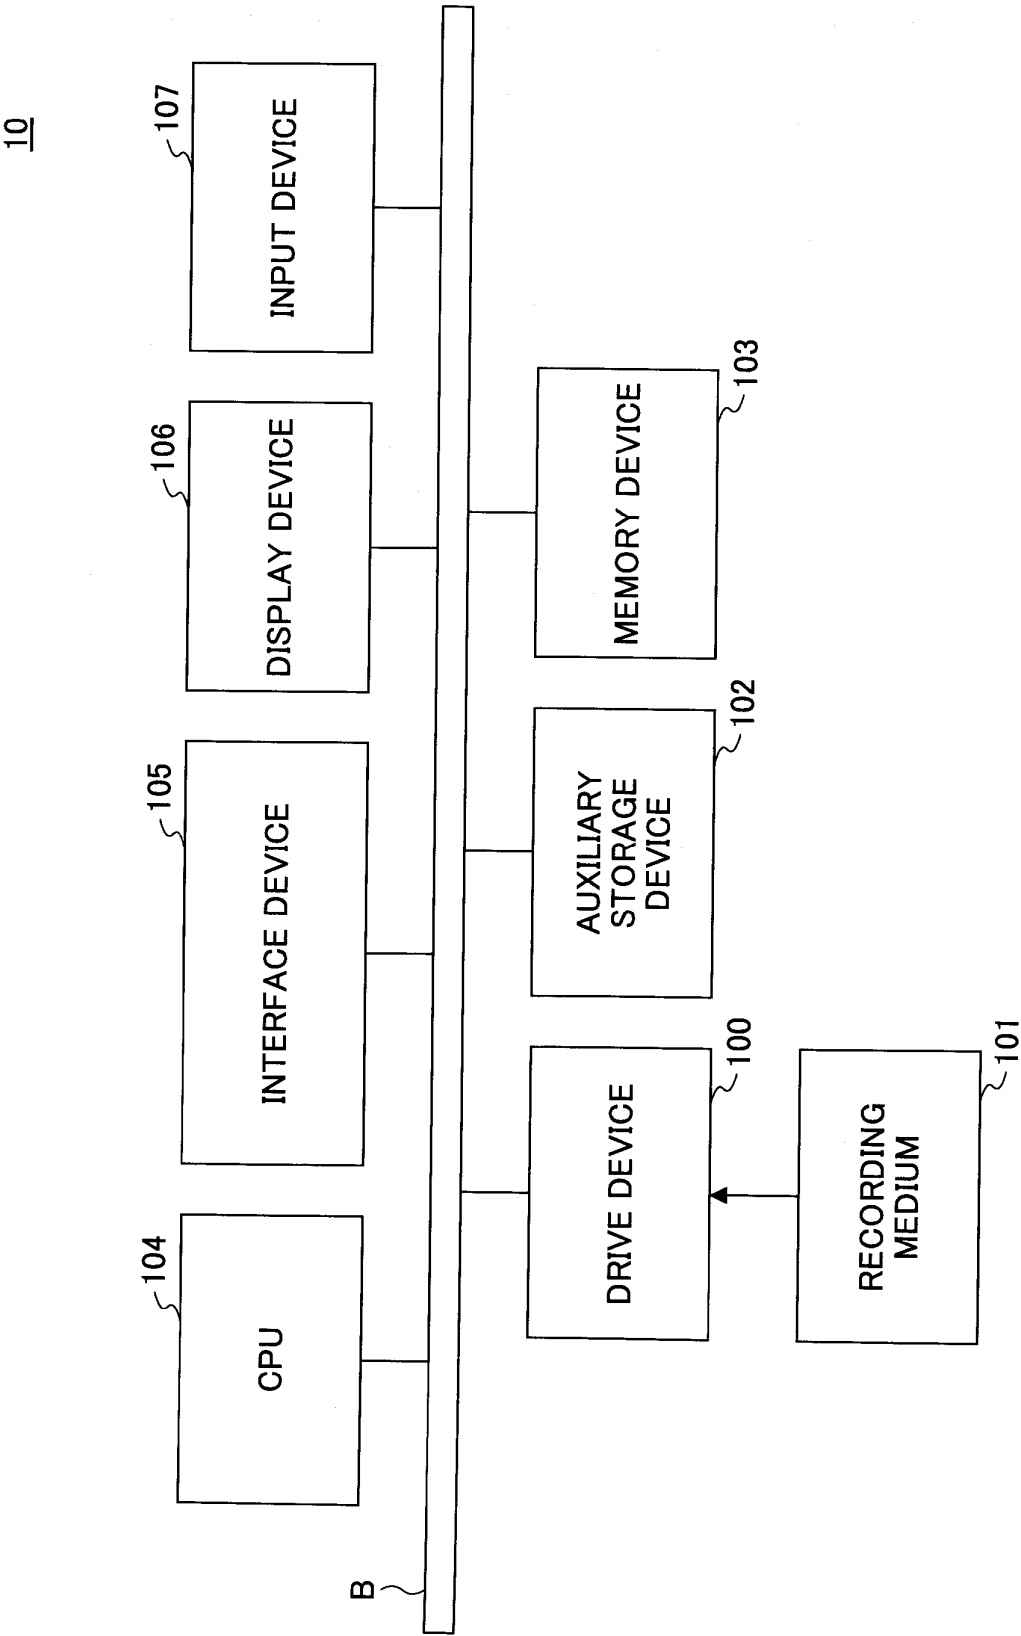 10
104
CPU
105
INTERFACE DEVICE
106
DISPLAY DEVICE
107
INPUT DEVICE
B
DRIVE DEVICE
100
AUXILIARY
STORAGE
DEVICE
102
MEMORY DEVICE
103
RECORDING
MEDIUM
101